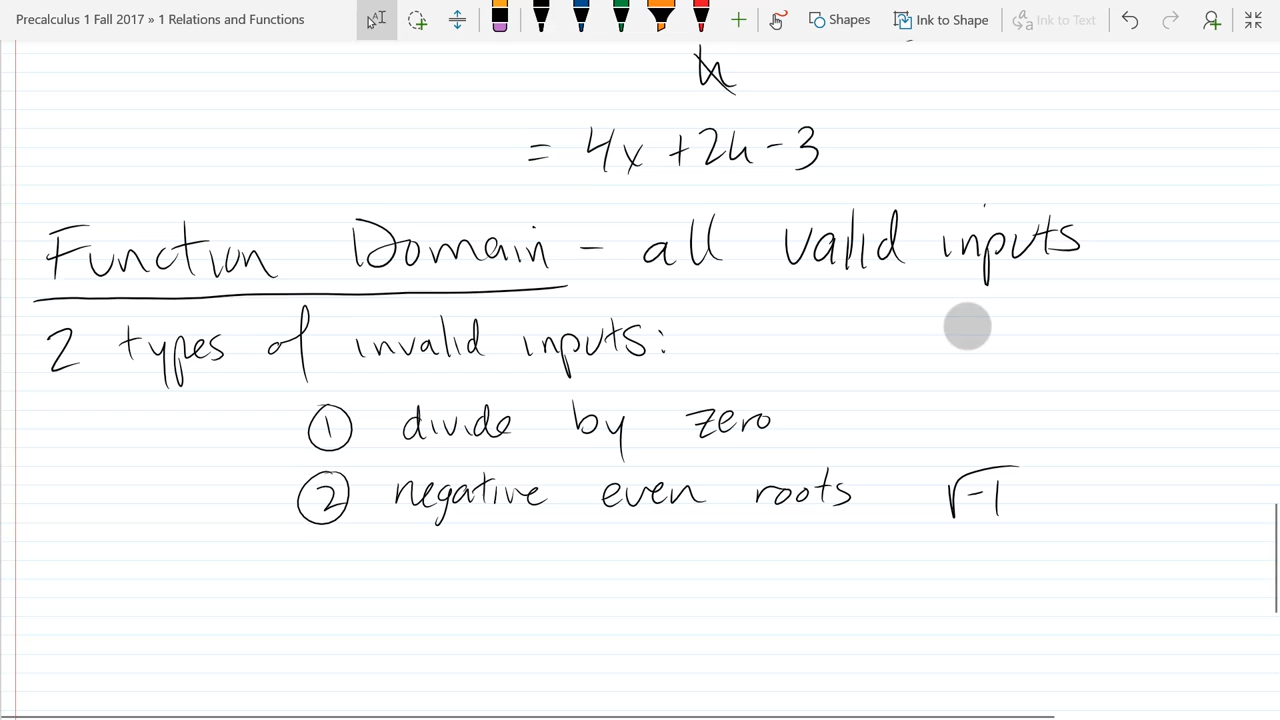 Precalculus 1 Fall 2017 » 1 Relations and Functions Shapes Ink to Shape Ink to Text
h
= 4x + 2h - 3
Function Domain - all valid inputs
2 types of invalid inputs:
① divide by zero
② negative even roots √-1